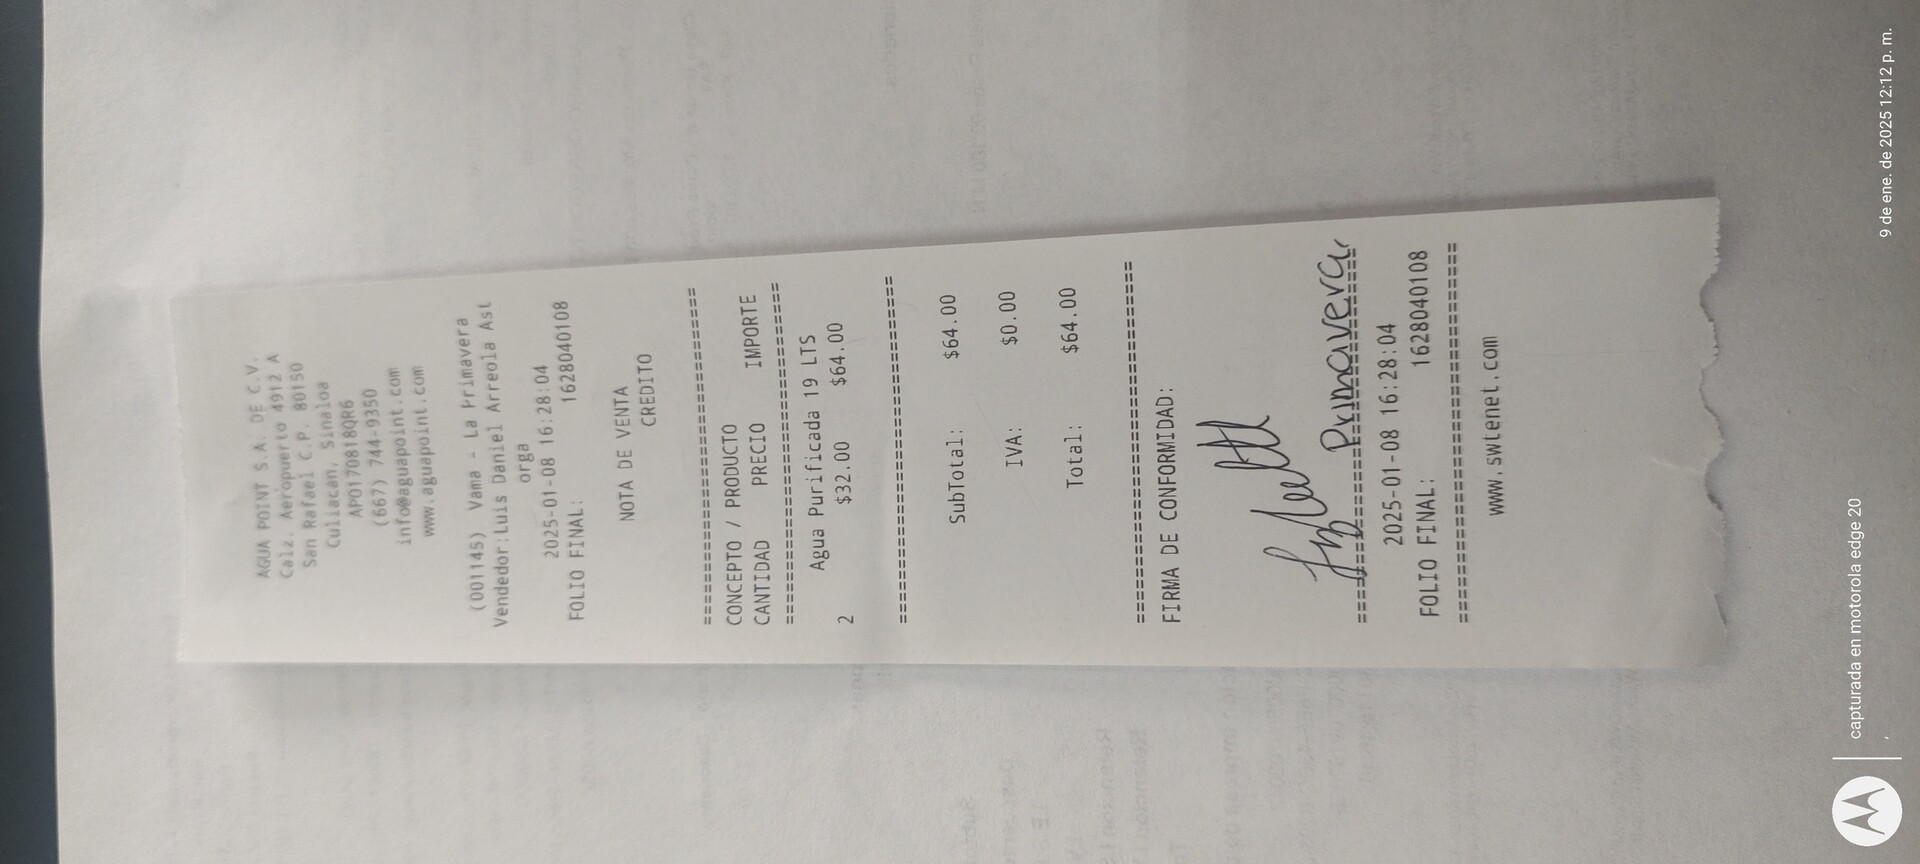 AGUA POINT S.A. DE C.V.
Calz. Aeropuerto 4912 A
San Rafael C.P. 80150
Culiacan, Sinaloa
APO170818QR6
(667) 744-9350
info@aguapoint.com
www.aguapoint.com
(001145) Vama - La Primavera
Vendedor:Luis Daniel Arreola Ast
orga
2025-01-08 16:28:04
FOLIO FINAL: 1628040108
NOTA DE VENTA
CREDITO
================================
CONCEPTO / PRODUCTO
CANTIDAD PRECIO IMPORTE
================================
Agua Purificada 19 LTS
2 $32.00 $64.00
================================
SubTotal: $64.00
IVA: $0.00
Total: $64.00
================================
FIRMA DE CONFORMIDAD:
Primavera
================================
2025-01-08 16:28:04
FOLIO FINAL: 1628040108
================================
www.swtenet.com
capturada en motorola edge 20
9 de ene. de 2025 12:12 p. m.